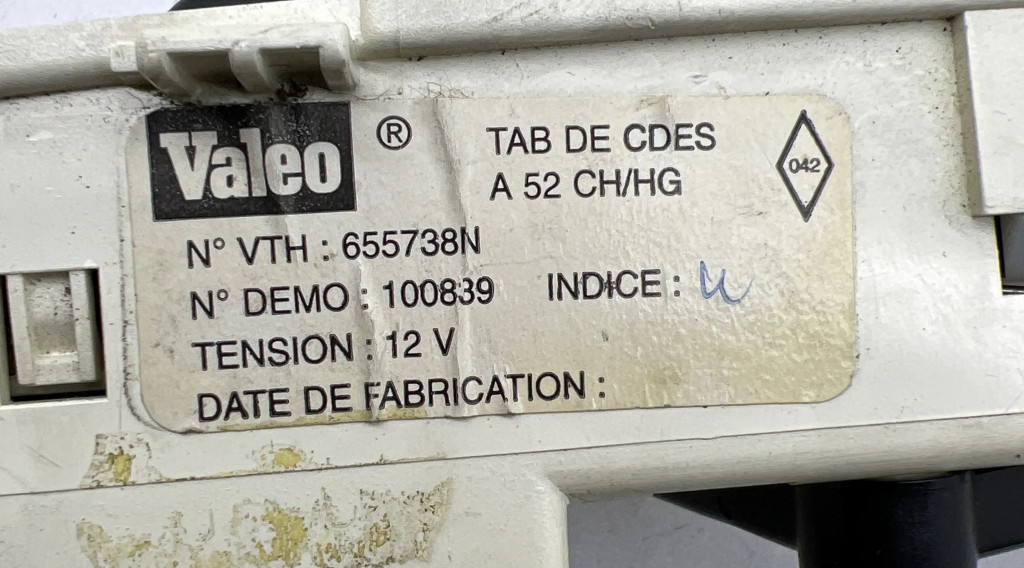 Valeo ®
TAB DE CDES
A 52 CH/HG
042
N° VTH : 655738N
N° DEMO : 100839 INDICE :
TENSION : 12 V
DATE DE FABRICATION :